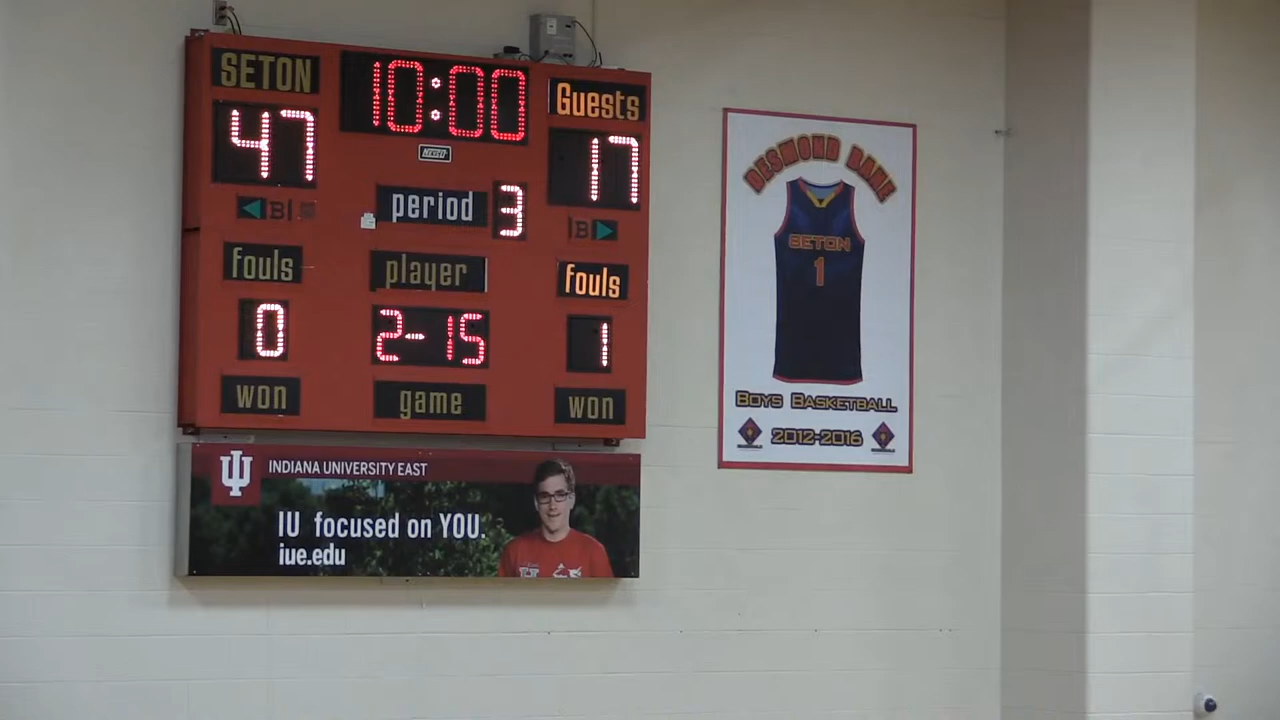 SETON
10:00
Guests
47
NEVCO
17
period 3
B
B
fouls
player
fouls
0
2-15
1
won
game
won
INDIANA UNIVERSITY EAST
IU focused on YOU.
iue.edu
DESMOND BANE
SETON
1
BOYS BASKETBALL
2012-2016